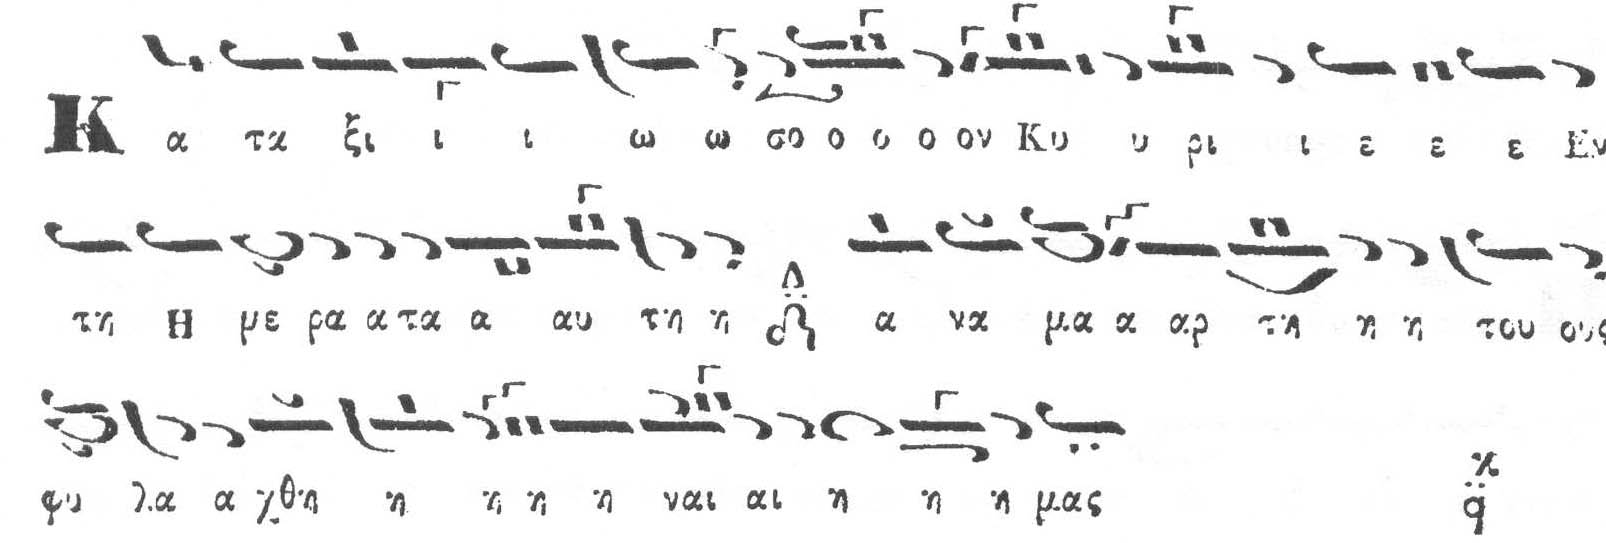 Κ α τα ξι ι ι ω ω σο ο ο ο ον Κυ υ ρι ι ε ε ε Εν
τη Η με ρα α τα α αυ τη η α να μα α αρ τη η η του ους
φυ λα α χθη η η η η ναι αι η η η μας